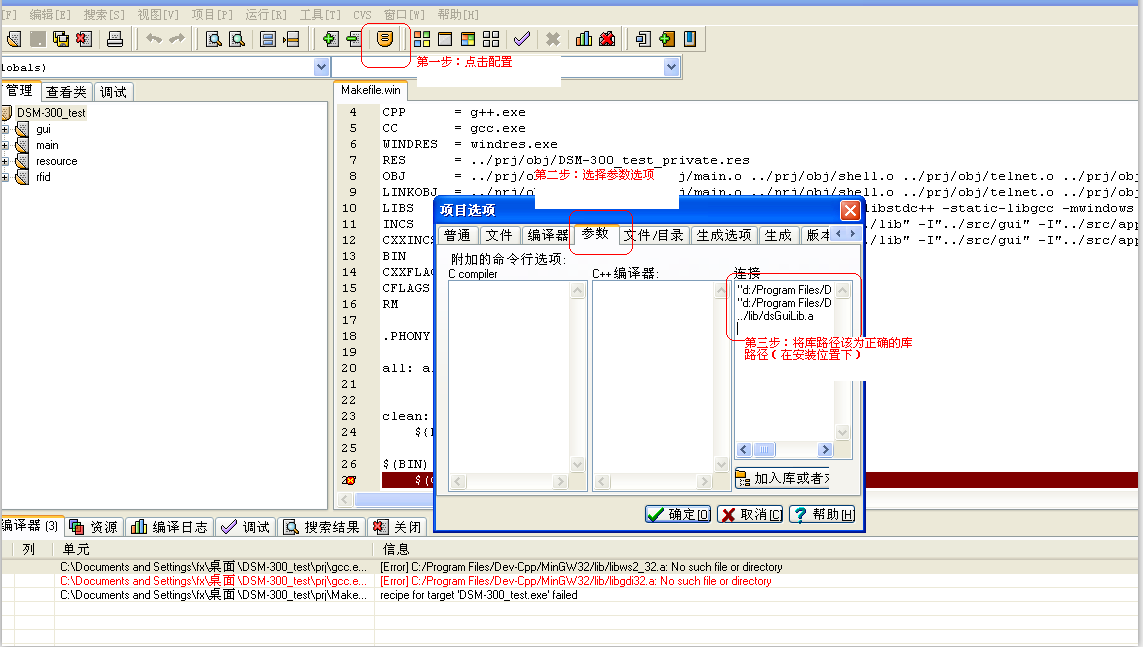 [F] 编辑[E] 搜索[S] 视图[V] 项目[P] 运行[R] 工具[T] CVS 窗口[W] 帮助[H]
第一步：点击配置
lobals)
管理 查看类 调试
Makefile.win
DSM-300_test
gui
main
resource
rfid
4 CPP = g++.exe
5 CC = gcc.exe
6 WINDRES = windres.exe
7 RES = ../prj/obj/DSM-300_test_private.res
第二步：选择参数选项
8 OBJ = ../prj/o j/main.o ../prj/obj/shell.o ../prj/obj/telnet.o ../prj/obj
9 LINKOBJ = ../prj/obj j/main.o ../prj/obj/shell.o ../prj/obj/telnet.o ../prj/obj
10 LIBS libstdc++ -static-libgcc -mwindows
11 INCS /lib" -I"../src/gui" -I"../src/app
12 CXXINCS /lib" -I"../src/gui" -I"../src/app
13 BIN
14 CXXFLAG
15 CFLAGS
16 RM
17
18 .PHONY
19
20 all: a
21
22
23 clean:
24 ${
25
26 $(BIN)
27 $(
项目选项
普通 文件 编译器 参数 文件/目录 生成选项 生成 版本
附加的命令行选项:
C compiler C++ 编译器: 连接
"d:/Program Files/D
"d:/Program Files/D
../lib/dsGuiLib.a
第三步：将库路径该为正确的库
路径（在安装位置下）
加入库或者
确定[O] 取消[C] 帮助[H]
编译器 (3) 资源 编译日志 调试 搜索结果 关闭
列 单元 信息
C:\Documents and Settings\fx\桌面\DSM-300_test\prj\gcc.e... [Error] C:/Program Files/Dev-Cpp/MinGW32/lib/libws2_32.a: No such file or directory
C:\Documents and Settings\fx\桌面\DSM-300_test\prj\gcc.e... [Error] C:/Program Files/Dev-Cpp/MinGW32/lib/libgdi32.a: No such file or directory
C:\Documents and Settings\fx\桌面\DSM-300_test\prj\Make... recipe for target 'DSM-300_test.exe' failed